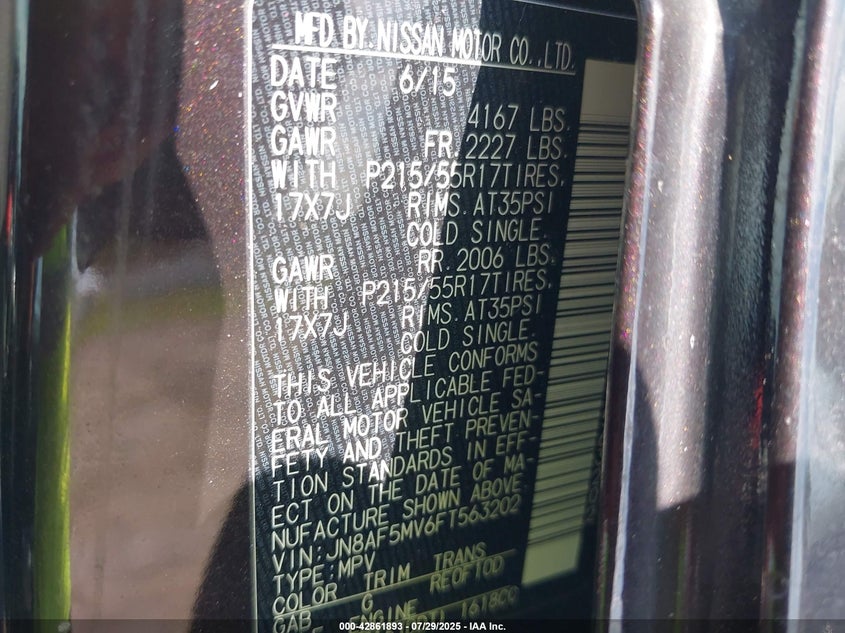 MFD BY:NISSAN MOTOR CO.,LTD.
DATE 6/15
GVWR 4167 LBS.
GAWR FR.2227 LBS.
WITH P215/55R17TIRES,
17X7J RIMS.AT35PSI
COLD SINGLE.
GAWR RR.2006 LBS.
WITH P215/55R17TIRES,
17X7J RIMS.AT35PSI
COLD SINGLE.
THIS VEHICLE CONFORMS
TO ALL APPLICABLE FED-
ERAL MOTOR VEHICLE SA-
FETY AND THEFT PREVEN-
TION STANDARDS IN EFF-
ECT ON THE DATE OF MA-
NUFACTURE SHOWN ABOVE.
VIN:JN8AF5MV6FT563202
TYPE:MPV
COLOR TRIM TRANS
GAB G RE0F10D
ENGINE 1618CC
000-42861893 - 07/29/2025 - IAA Inc.